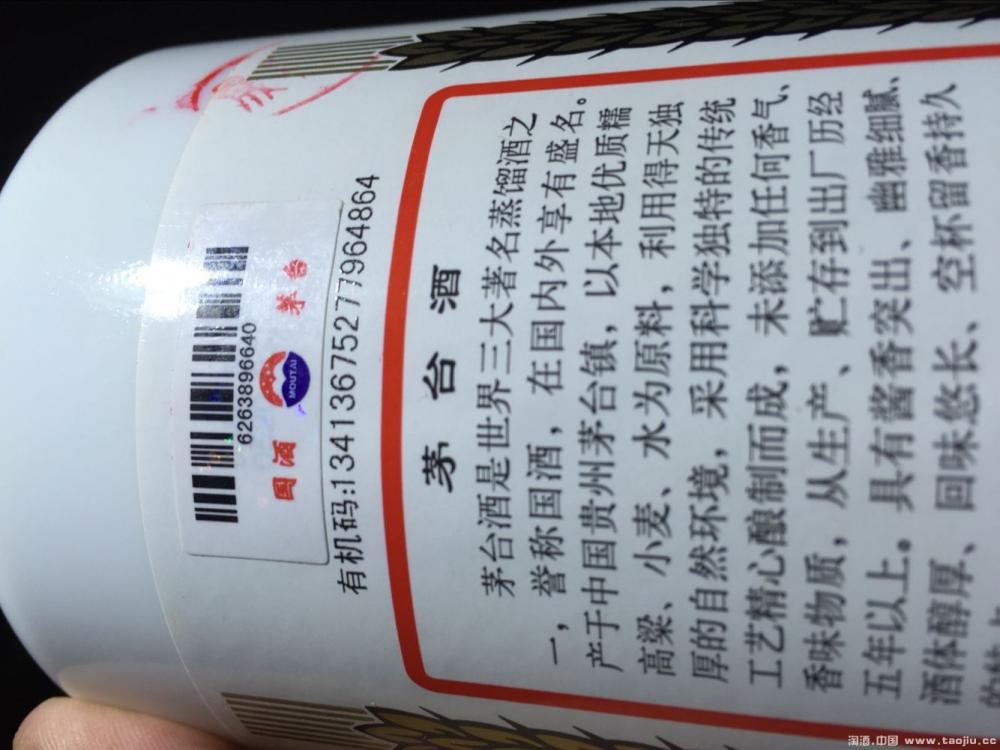 6263896640
国酒
MOUTAI
茅台
有机码:134136675277964864
茅台酒
茅台酒是世界三大著名蒸馏酒之
一，誉称国酒，在国内外享有盛名。
产于中国贵州茅台镇，以本地优质糯
高粱、小麦、水为原料，利用得天独
厚的自然环境，采用科学独特的传统
工艺精心酿制而成，未添加任何香气、
香味物质，从生产、贮存到出厂历经
五年以上。具有酱香突出、幽雅细腻、
酒体醇厚、回味悠长、空杯留香持久
淘酒.中国 www.taojiu.cc